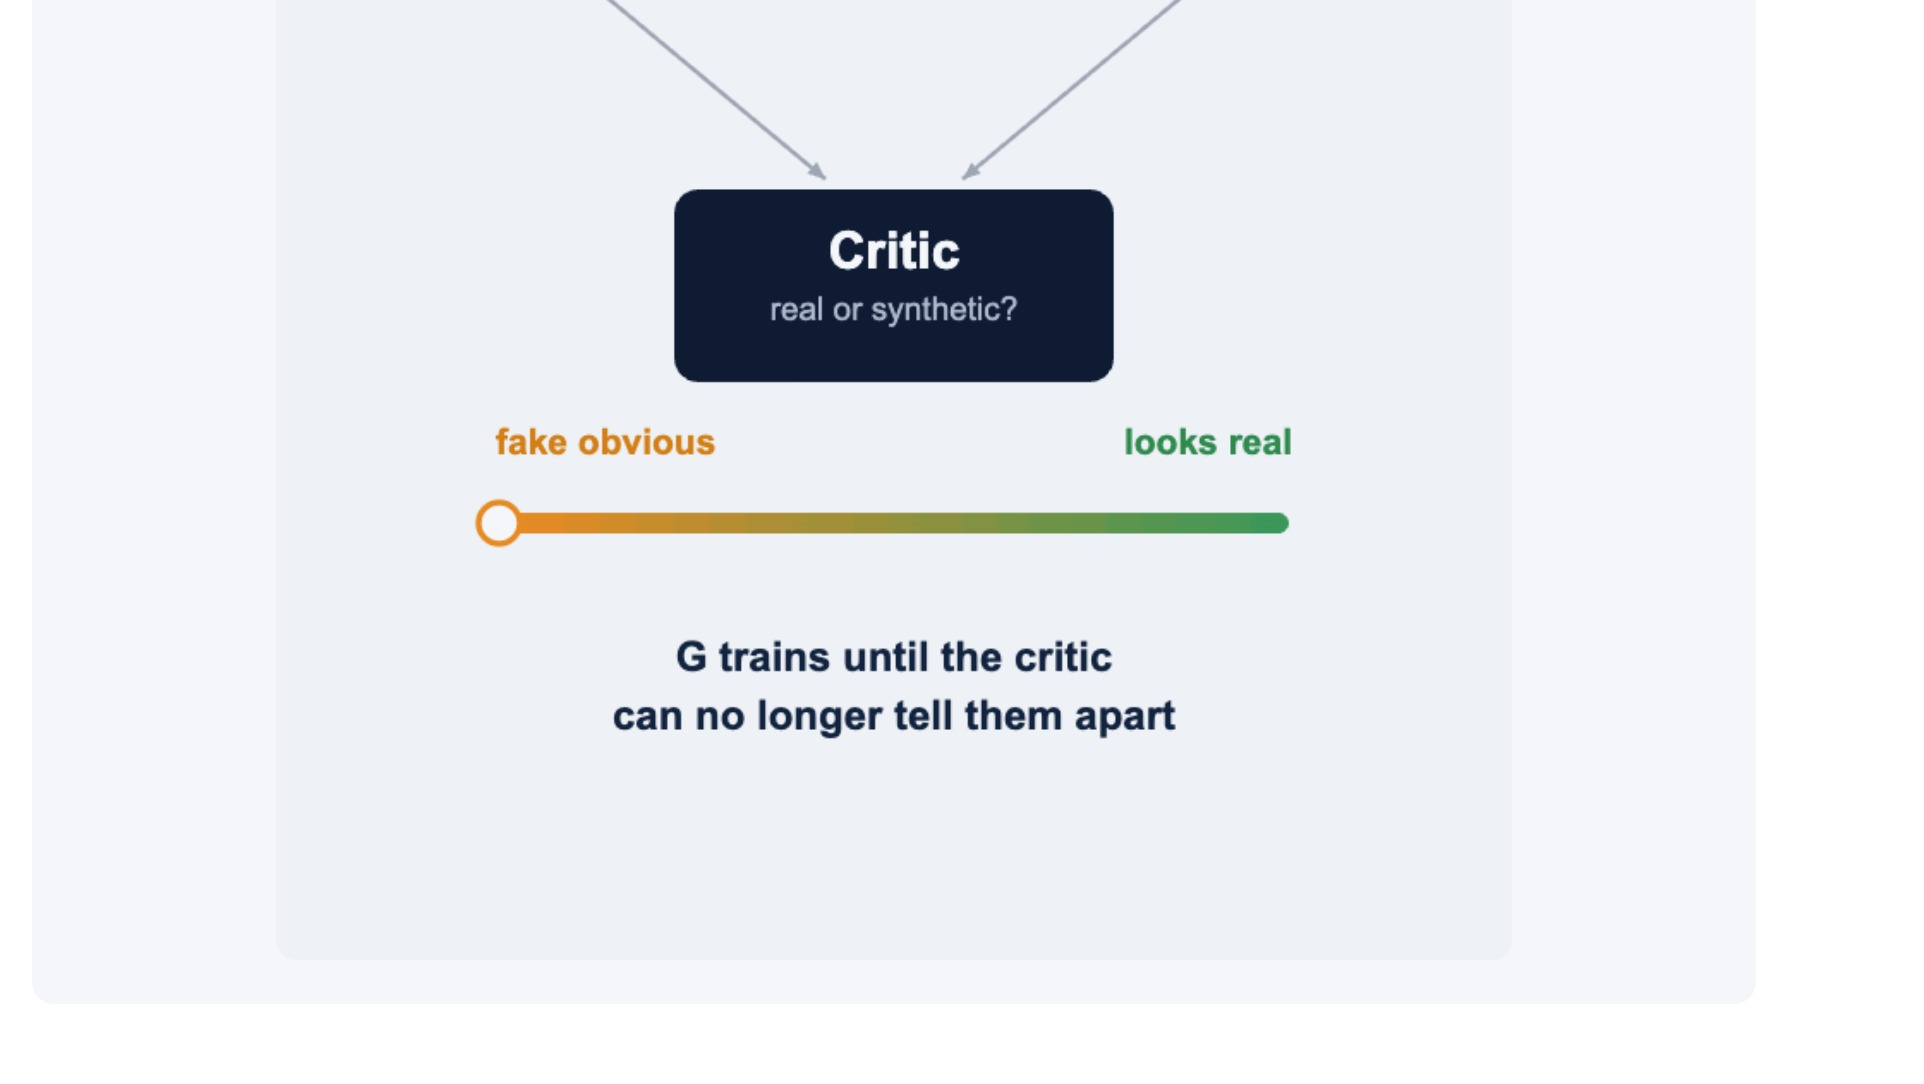 Critic
real or synthetic?
fake obvious looks real
G trains until the critic
can no longer tell them apart